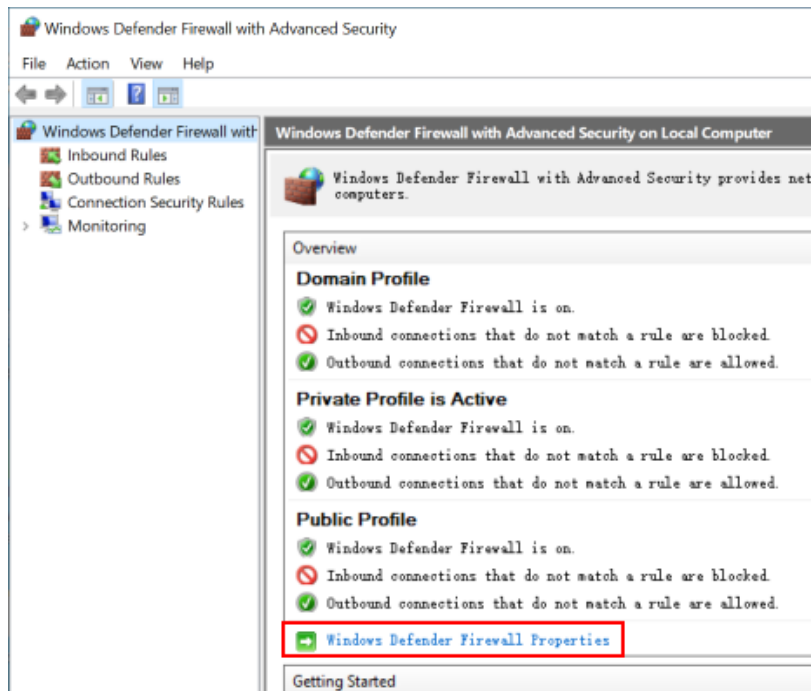 Windows Defender Firewall with Advanced Security
File Action View Help
Windows Defender Firewall with
Inbound Rules
Outbound Rules
Connection Security Rules
Monitoring
Windows Defender Firewall with Advanced Security on Local Computer
Windows Defender Firewall with Advanced Security provides net
computers.
Overview
Domain Profile
Windows Defender Firewall is on.
Inbound connections that do not match a rule are blocked.
Outbound connections that do not match a rule are allowed.
Private Profile is Active
Windows Defender Firewall is on.
Inbound connections that do not match a rule are blocked.
Outbound connections that do not match a rule are allowed.
Public Profile
Windows Defender Firewall is on.
Inbound connections that do not match a rule are blocked.
Outbound connections that do not match a rule are allowed.
Windows Defender Firewall Properties
Getting Started